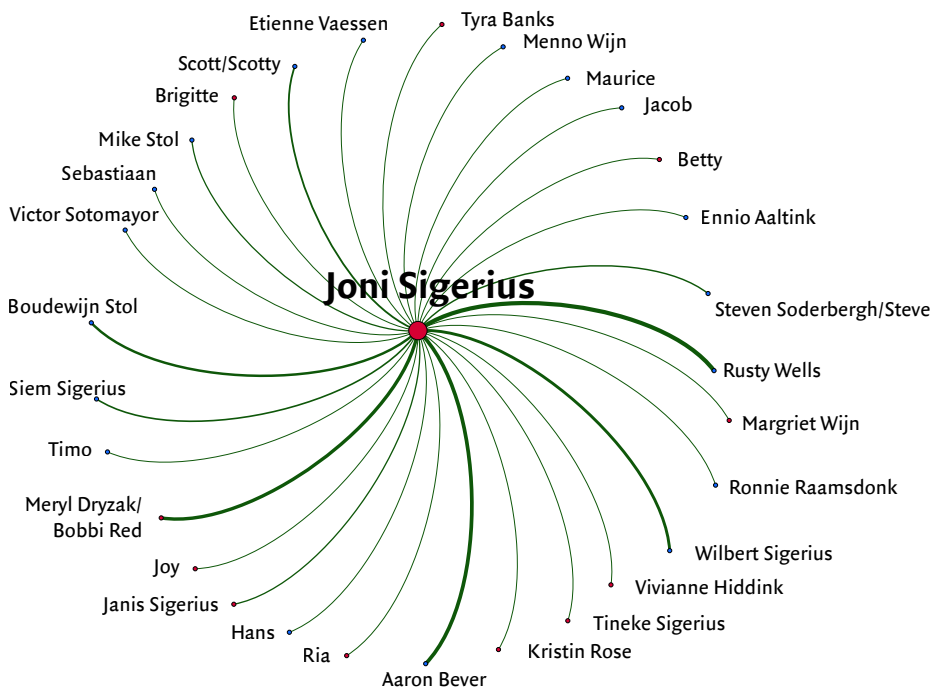 Etienne Vaessen
Tyra Banks
Menno Wijn
Scott/Scotty
Maurice
Brigitte
Jacob
Mike Stol
Betty
Sebastiaan
Victor Sotomayor
Ennio Aaltink
Joni Sigerius
Boudewijn Stol
Steven Soderbergh/Steve
Rusty Wells
Siem Sigerius
Margriet Wijn
Timo
Ronnie Raamsdonk
Meryl Dryzak/
Bobbi Red
Wilbert Sigerius
Joy
Vivianne Hiddink
Janis Sigerius
Tineke Sigerius
Hans
Kristin Rose
Ria
Aaron Bever